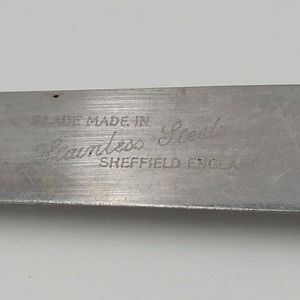 BLADE MADE IN
Stainless Steel
SHEFFIELD ENGLAND